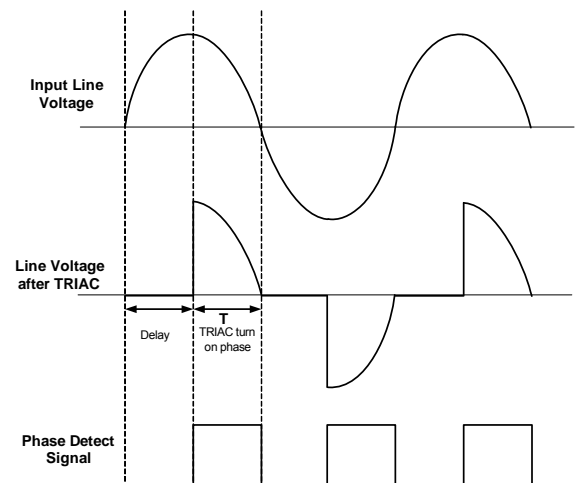 Input Line
Voltage
Line Voltage
after TRIAC
Delay
T
TRIAC turn
on phase
Phase Detect
Signal